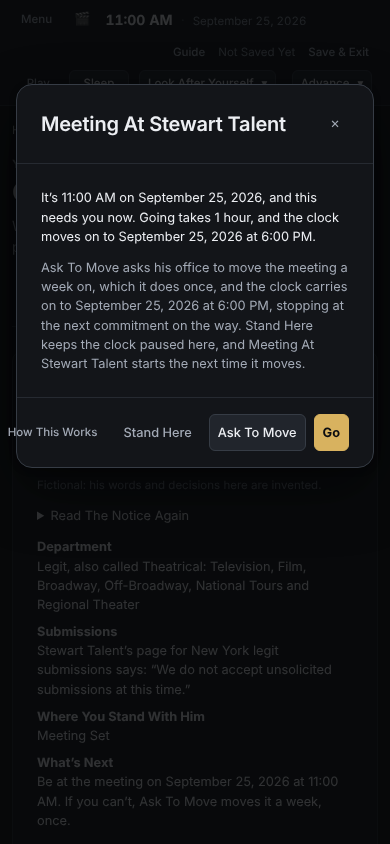 Menu 🎬 11:00 AM September 25, 2026
Guide Not Saved Yet Save & Exit
Play Sleep Look After Yourself Advance
Meeting At Stewart Talent ×
It's 11:00 AM on September 25, 2026, and this
needs you now. Going takes 1 hour, and the clock
moves on to September 25, 2026 at 6:00 PM.
Ask To Move asks his office to move the meeting a
week on, which it does once, and the clock carries
on to September 25, 2026 at 6:00 PM, stopping at
the next commitment on the way. Stand Here
keeps the clock paused here, and Meeting At
Stewart Talent starts the next time it moves.
How This Works Stand Here Ask To Move Go
Fictional: his words and decisions here are invented.
▶ Read The Notice Again
Department
Legit, also called Theatrical: Television, Film,
Broadway, Off-Broadway, National Tours and
Regional Theater
Submissions
Stewart Talent's page for New York legit
submissions says: “We do not accept unsolicited
submissions at this time.”
Where You Stand With Him
Meeting Set
What's Next
Be at the meeting on September 25, 2026 at 11:00
AM. If you can't, Ask To Move moves it a week,
once.